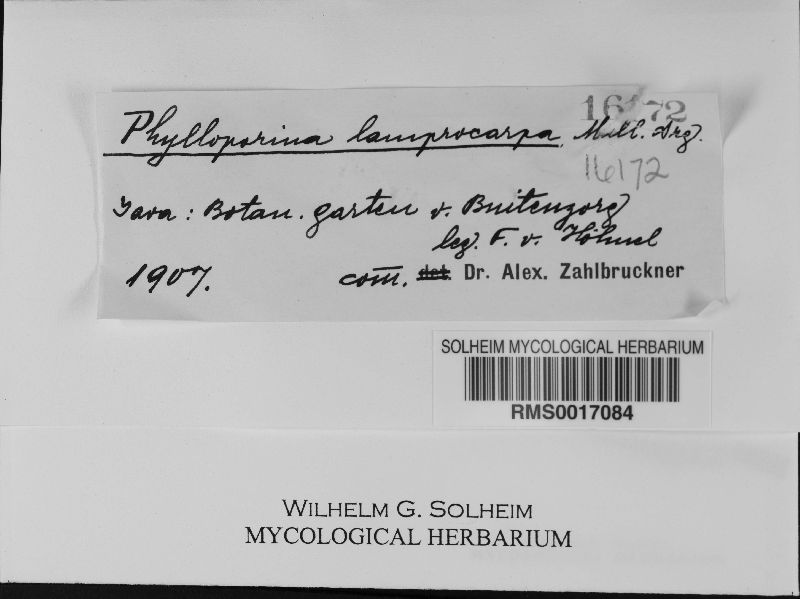 16172
Phylloporina lamprocarpa, Müll. Arg.
16172
Java: Botan. garten v. Buitenzorg
leg. F. v. Höhnel
1907. com̅. det. Dr. Alex. Zahlbruckner
SOLHEIM MYCOLOGICAL HERBARIUM
RMS0017084
WILHELM G. SOLHEIM
MYCOLOGICAL HERBARIUM